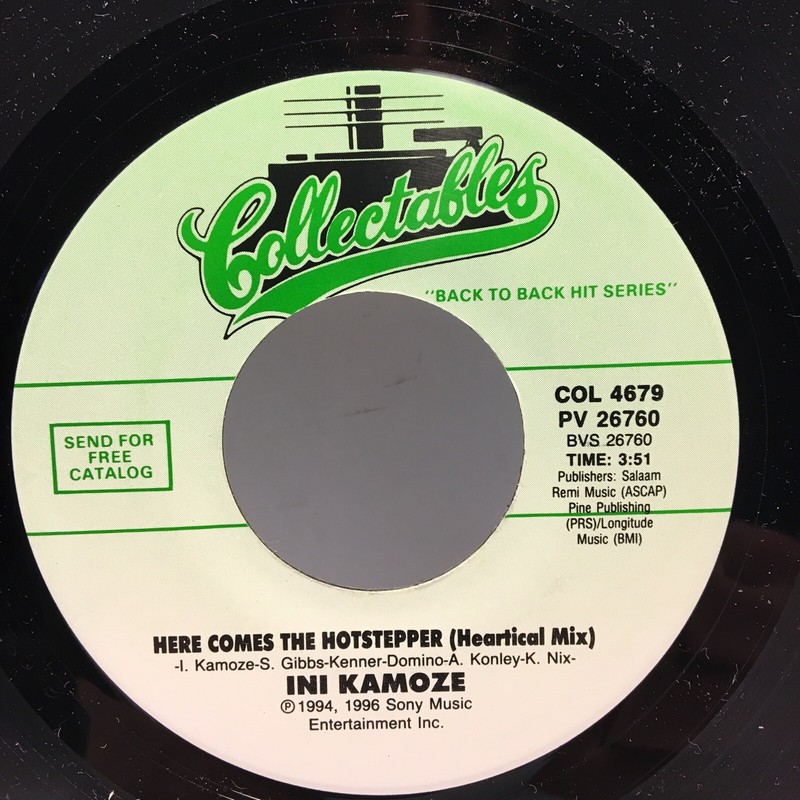 Collectables
"BACK TO BACK HIT SERIES"
COL 4679
PV 26760
BVS 26760
TIME: 3:51
Publishers: Salaam
Remi Music (ASCAP)
Pine Publishing
(PRS)/Longitude
Music (BMI)
SEND FOR
FREE
CATALOG
HERE COMES THE HOTSTEPPER (Heartical Mix)
-I. Kamoze-S. Gibbs-Kenner-Domino-A. Konley-K. Nix-
INI KAMOZE
℗1994, 1996 Sony Music
Entertainment Inc.